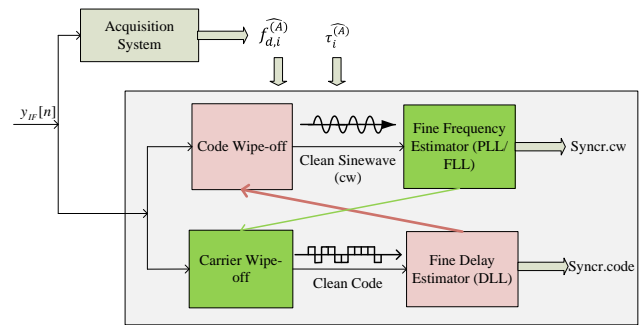 Acquisition
System
f̂_{d,i}^{(A)}
τ̂_i^{(A)}
y_{IF}[n]
Code Wipe-off
Clean Sinewave
(cw)
Fine Frequency
Estimator (PLL/
FLL)
Syncr.cw
Carrier Wipe-
off
Clean Code
Fine Delay
Estimator (DLL)
Syncr.code